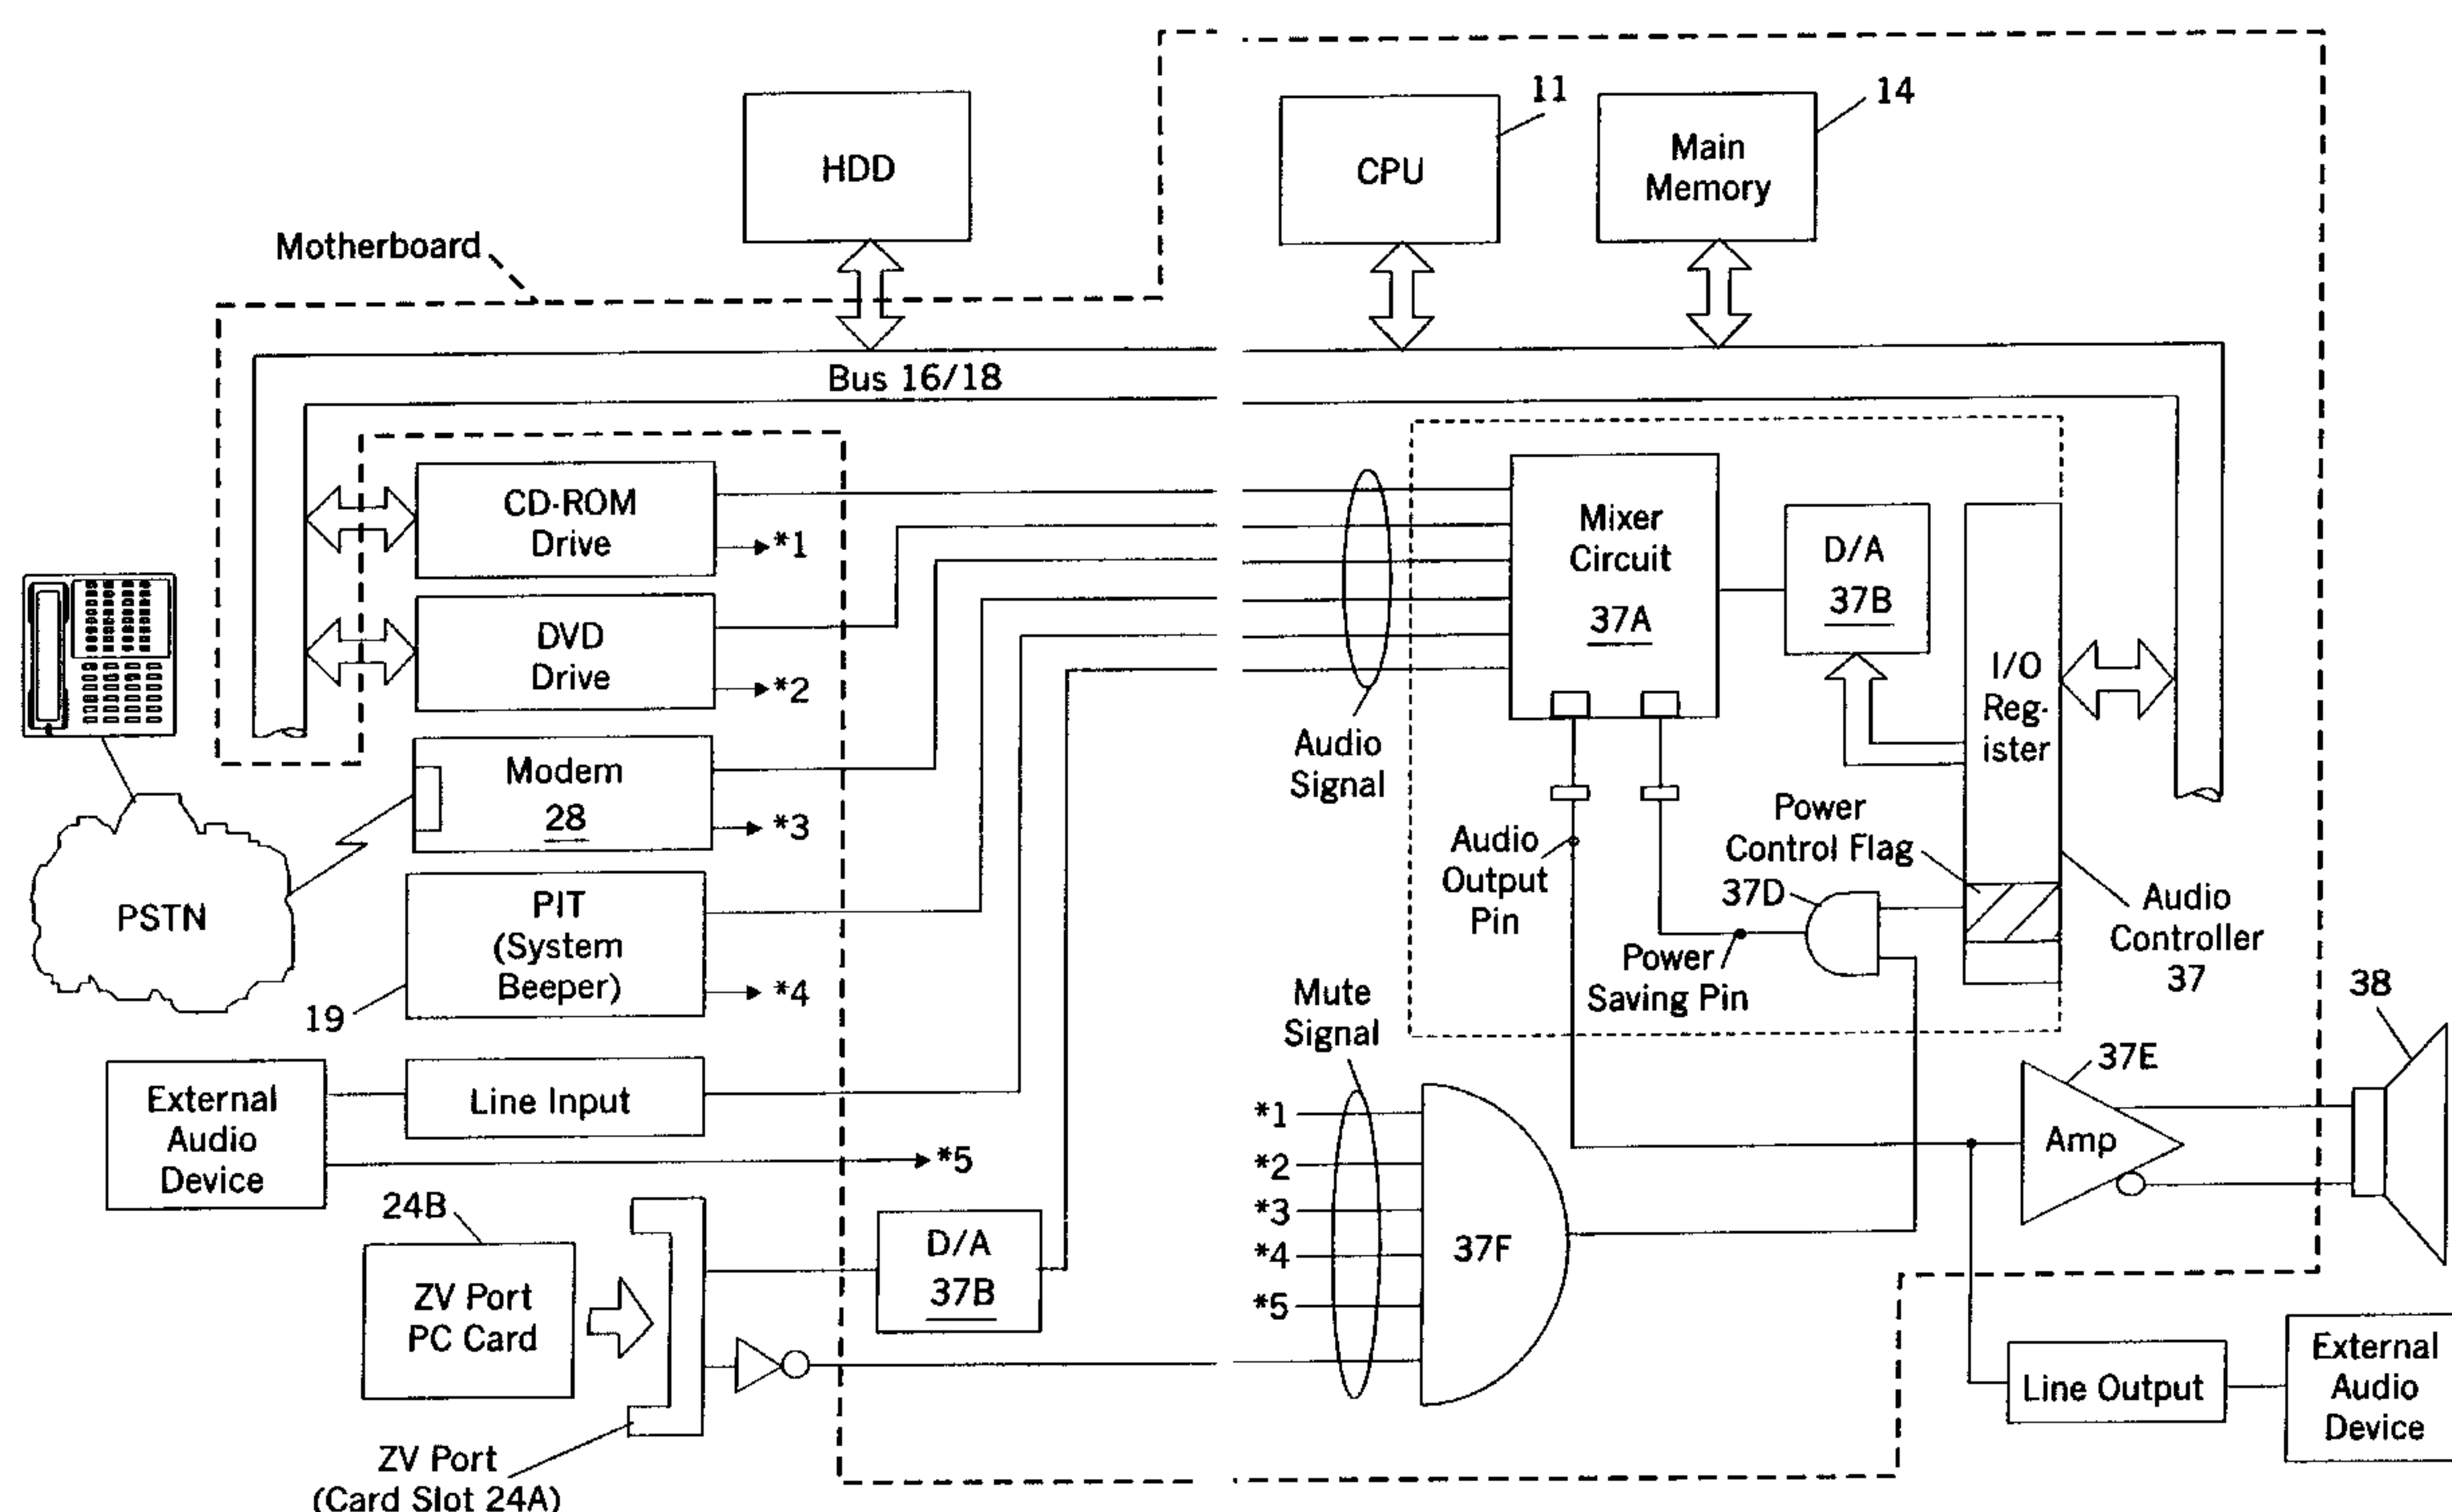 HDD
CPU
11
Main
Memory
14
Motherboard
Bus 16/18
CD-ROM
Drive
*1
DVD
Drive
*2
Modem
28
*3
PIT
(System
Beeper)
*4
19
PSTN
External
Audio
Device
Line Input
*5
24B
ZV Port
PC Card
ZV Port
(Card Slot 24A)
D/A
37B
Audio
Signal
Mixer
Circuit
37A
D/A
37B
I/O
Reg-
ister
Audio
Output
Pin
Power
Control Flag
37D
Power
Saving Pin
Audio
Controller
37
Mute
Signal
*1
*2
*3
*4
*5
37F
37E
Amp
38
Line Output
External
Audio
Device